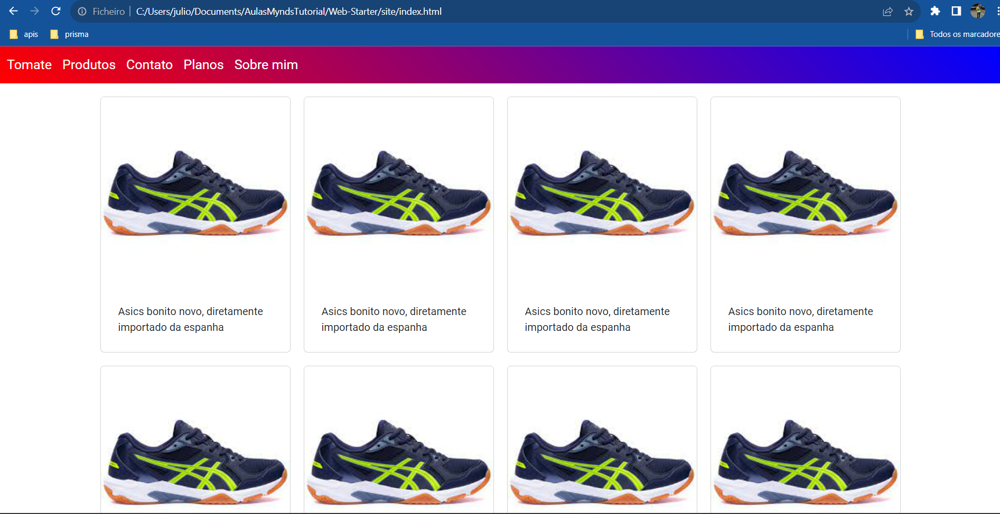 Ficheiro C:/Users/julio/Documents/AulasMyndsTutorial/Web-Starter/site/index.html
apis prisma Todos os marcadore
Tomate Produtos Contato Planos Sobre mim
Asics bonito novo, diretamente
importado da espanha
Asics bonito novo, diretamente
importado da espanha
Asics bonito novo, diretamente
importado da espanha
Asics bonito novo, diretamente
importado da espanha